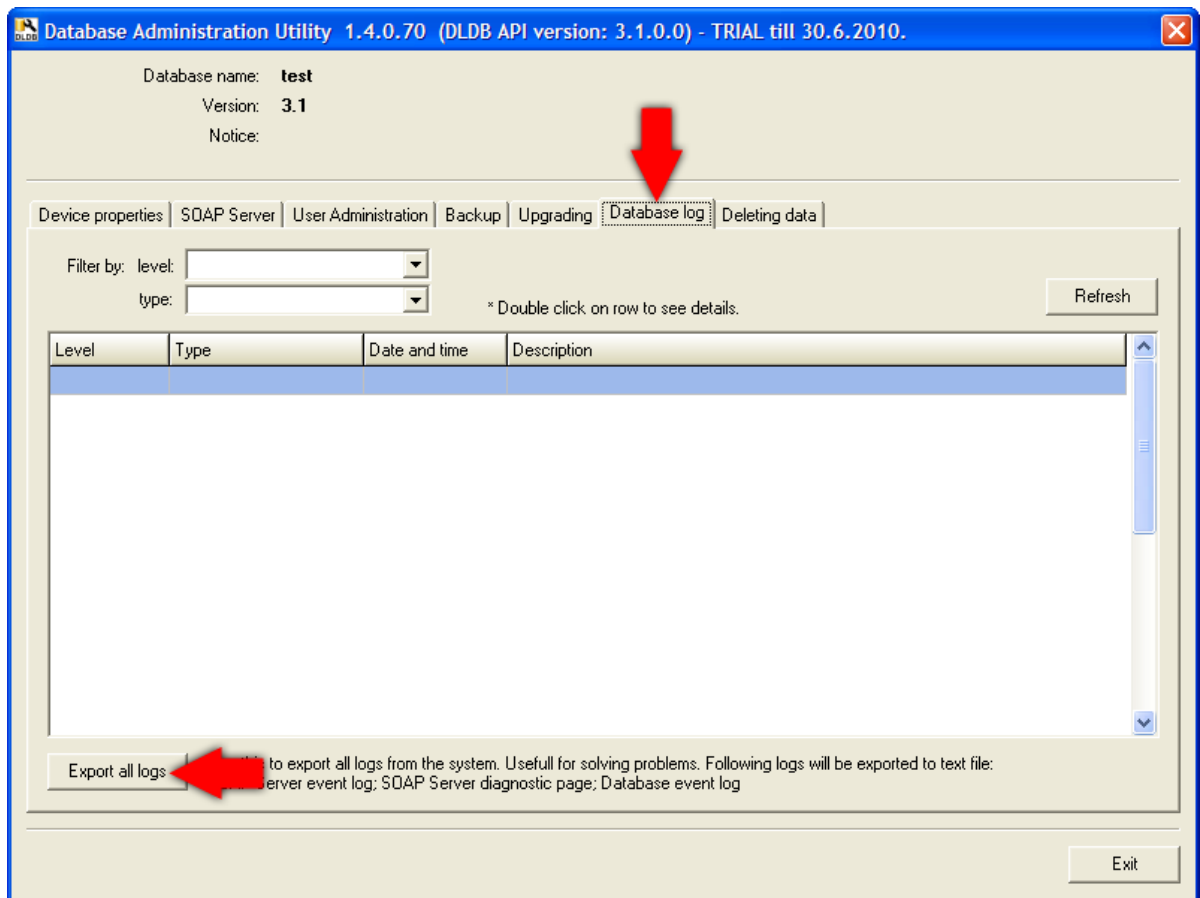 Database Administration Utility 1.4.0.70 (DLDB API version: 3.1.0.0) - TRIAL till 30.6.2010.
DLDB
Database name: test
Version: 3.1
Notice:
Device properties SOAP Server User Administration Backup Upgrading Database log Deleting data
Filter by: level:
type:
* Double click on row to see details.
Refresh
Level Type Date and time Description
Export all logs
to export all logs from the system. Usefull for solving problems. Following logs will be exported to text file:
Server event log; SOAP Server diagnostic page; Database event log
Exit